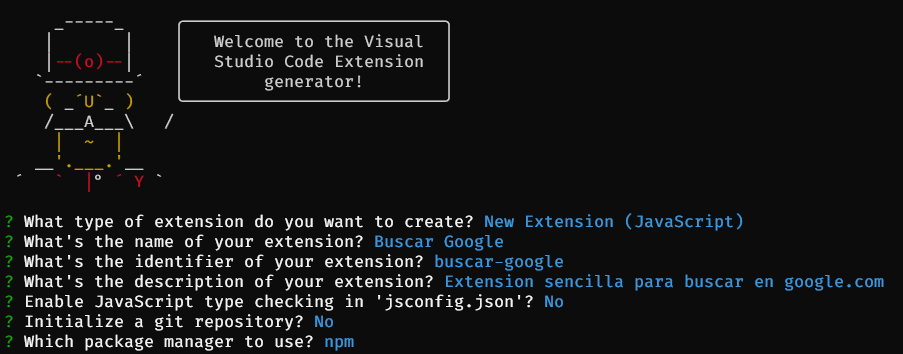 Welcome to the Visual
Studio Code Extension
generator!
? What type of extension do you want to create? New Extension (JavaScript)
? What's the name of your extension? Buscar Google
? What's the identifier of your extension? buscar-google
? What's the description of your extension? Extension sencilla para buscar en google.com
? Enable JavaScript type checking in 'jsconfig.json'? No
? Initialize a git repository? No
? Which package manager to use? npm